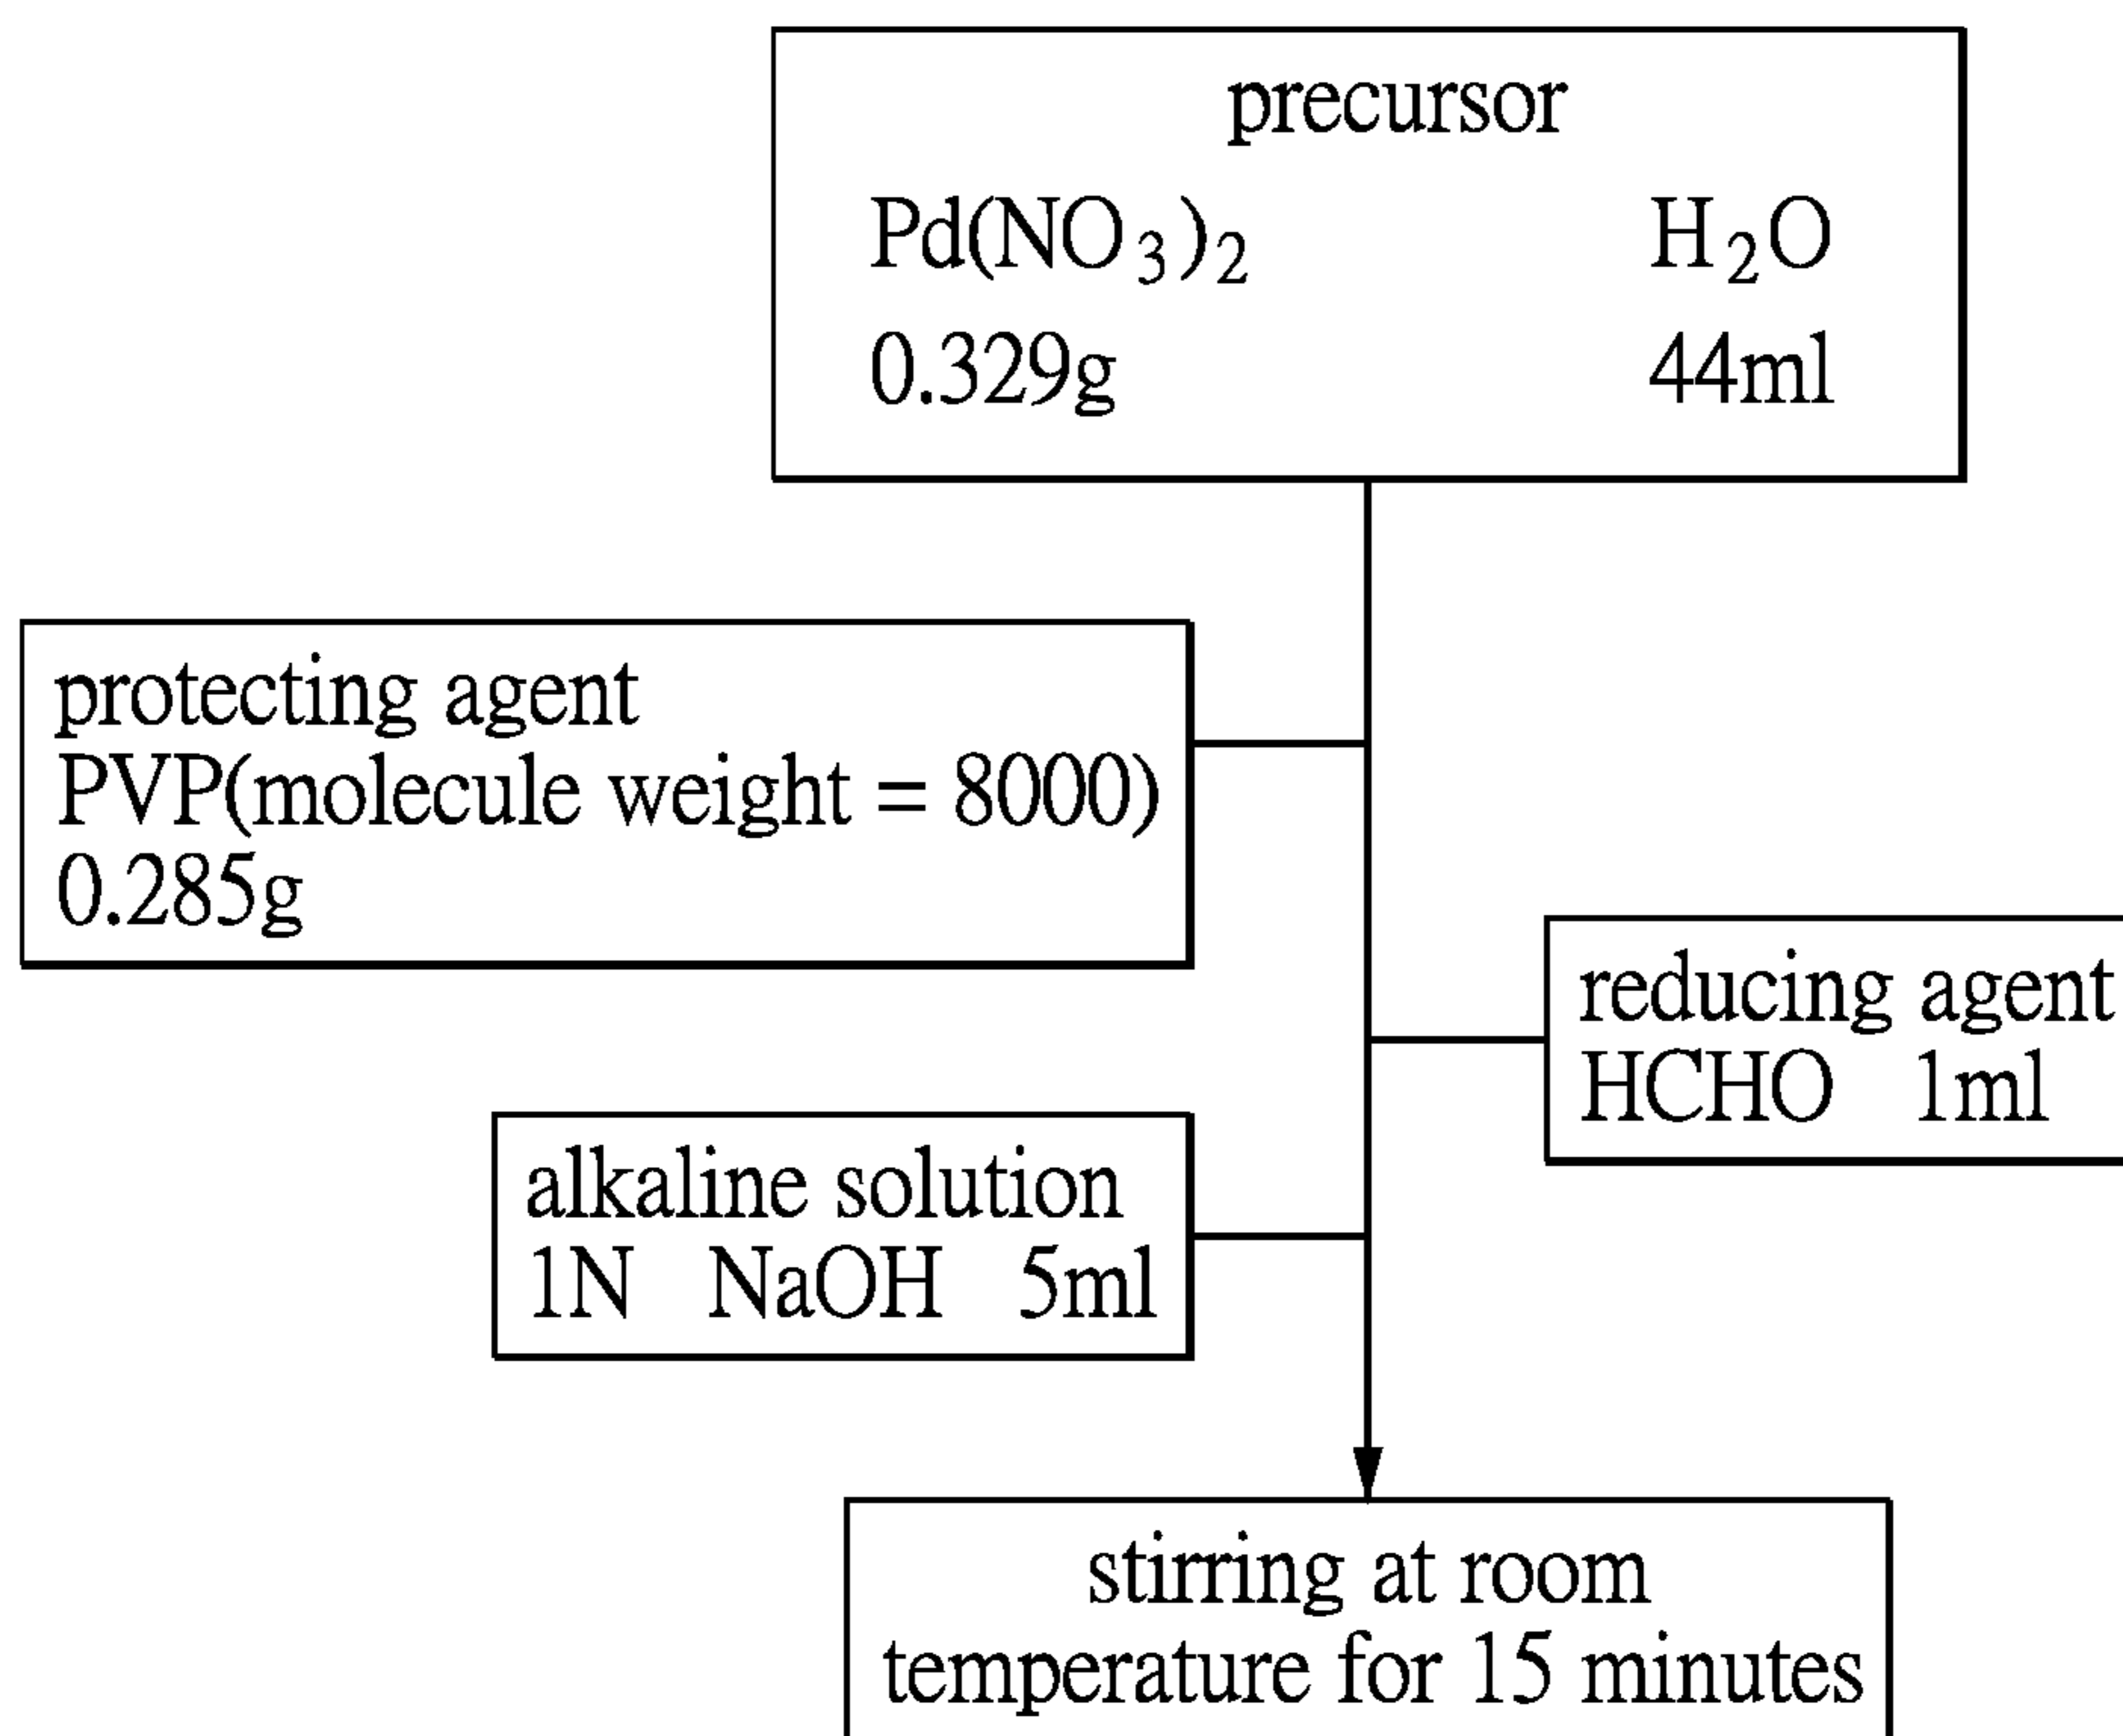 precursor
Pd(NO₃)₂ H₂O
0.329g 44ml
protecting agent
PVP(molecule weight = 8000)
0.285g
reducing agent
HCHO 1ml
alkaline solution
1N NaOH 5ml
stirring at room
temperature for 15 minutes